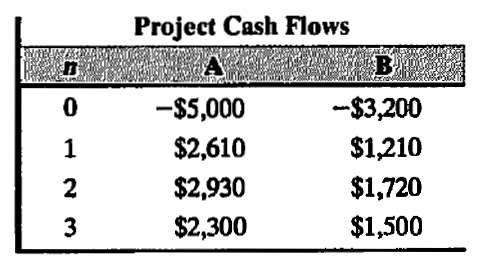 Project Cash Flows
n A B
0 −$5,000 −$3,200
1 $2,610 $1,210
2 $2,930 $1,720
3 $2,300 $1,500